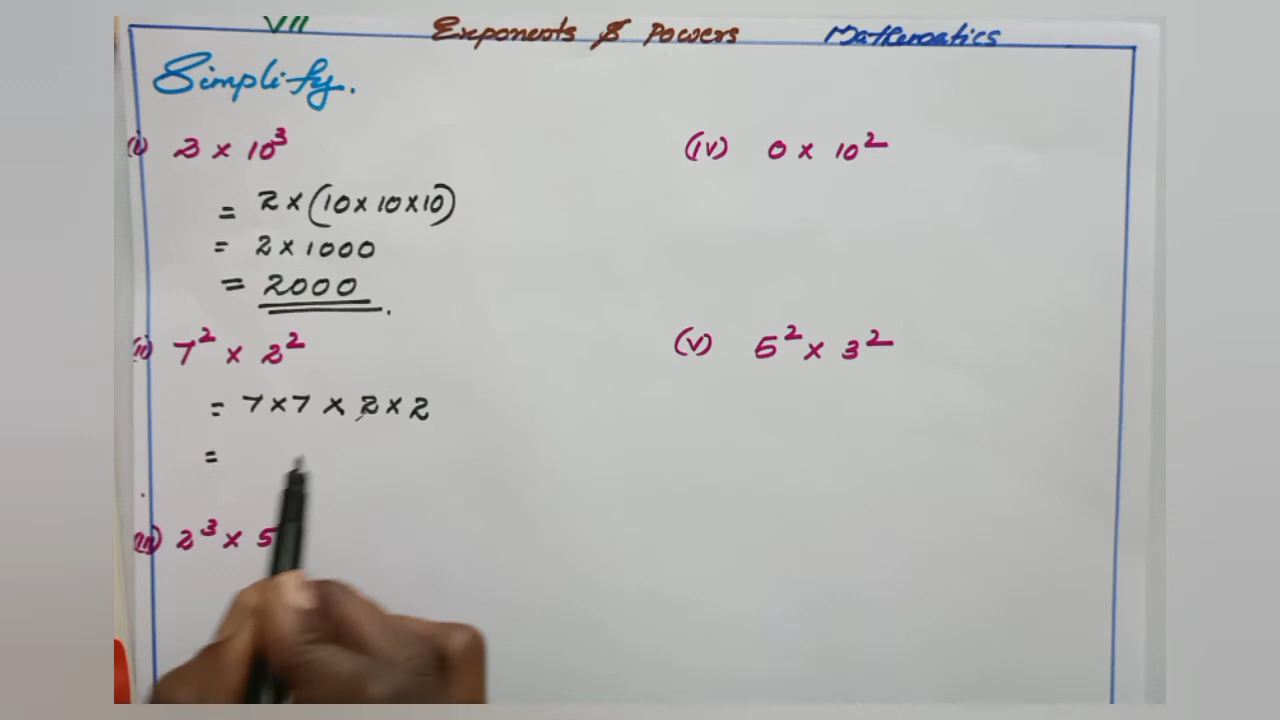 VII Exponents & Powers Mathematics
Simplify.
(i) 2 × 10³
= 2 × (10 × 10 × 10)
= 2 × 1000
= 2000.
(ii) 7² × 2²
= 7 × 7 × 2 × 2
=
(iii) 2³ × 5
(iv) 0 × 10²
(v) 5² × 3²